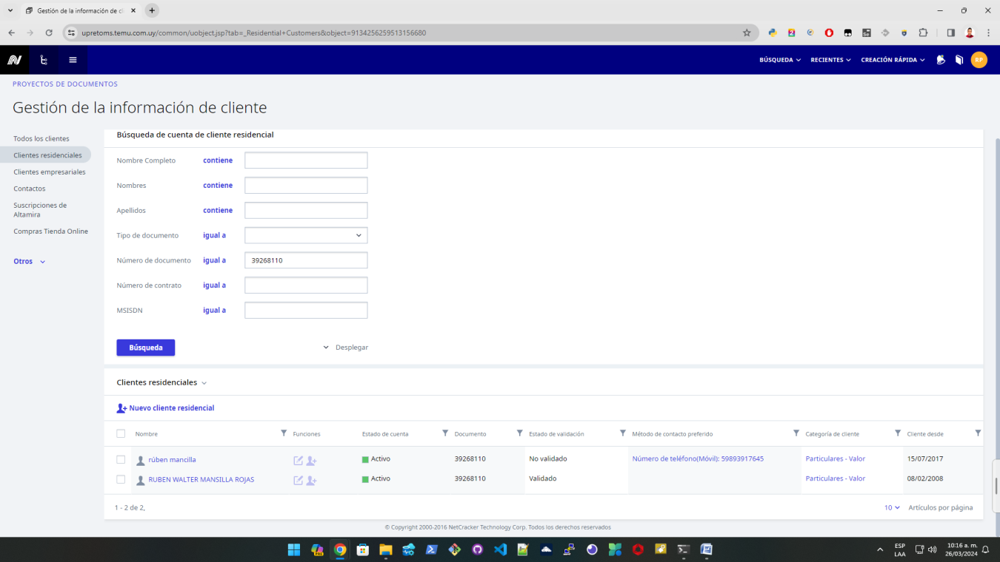 Gestión de la información de cl
upretoms.temu.com.uy/common/uobject.jsp?tab=_Residential+Customers&object=9134256259513156680
BÚSQUEDA RECIENTES CREACIÓN RÁPIDA RP
PROYECTOS DE DOCUMENTOS
Gestión de la información de cliente
Todos los clientes
Clientes residenciales
Clientes empresariales
Contactos
Suscripciones de
Altamira
Compras Tienda Online
Otros
Búsqueda de cuenta de cliente residencial
Nombre Completo contiene
Nombres contiene
Apellidos contiene
Tipo de documento igual a
Número de documento igual a 39268110
Número de contrato igual a
MSISDN igual a
Búsqueda Desplegar
Clientes residenciales
Nuevo cliente residencial
Nombre Funciones Estado de cuenta Documento Estado de validación Método de contacto preferido Categoría de cliente Cliente desde
rúben mancilla Activo 39268110 No validado Número de teléfono(Móvil): 59893917645 Particulares - Valor 15/07/2017
RUBEN WALTER MANSILLA ROJAS Activo 39268110 Validado Particulares - Valor 08/02/2008
1 - 2 de 2, 10 Artículos por página
© Copyright 2000-2016 NetCracker Technology Corp. Todos los derechos reservados
ESP
LAA
10:16 a. m.
26/03/2024